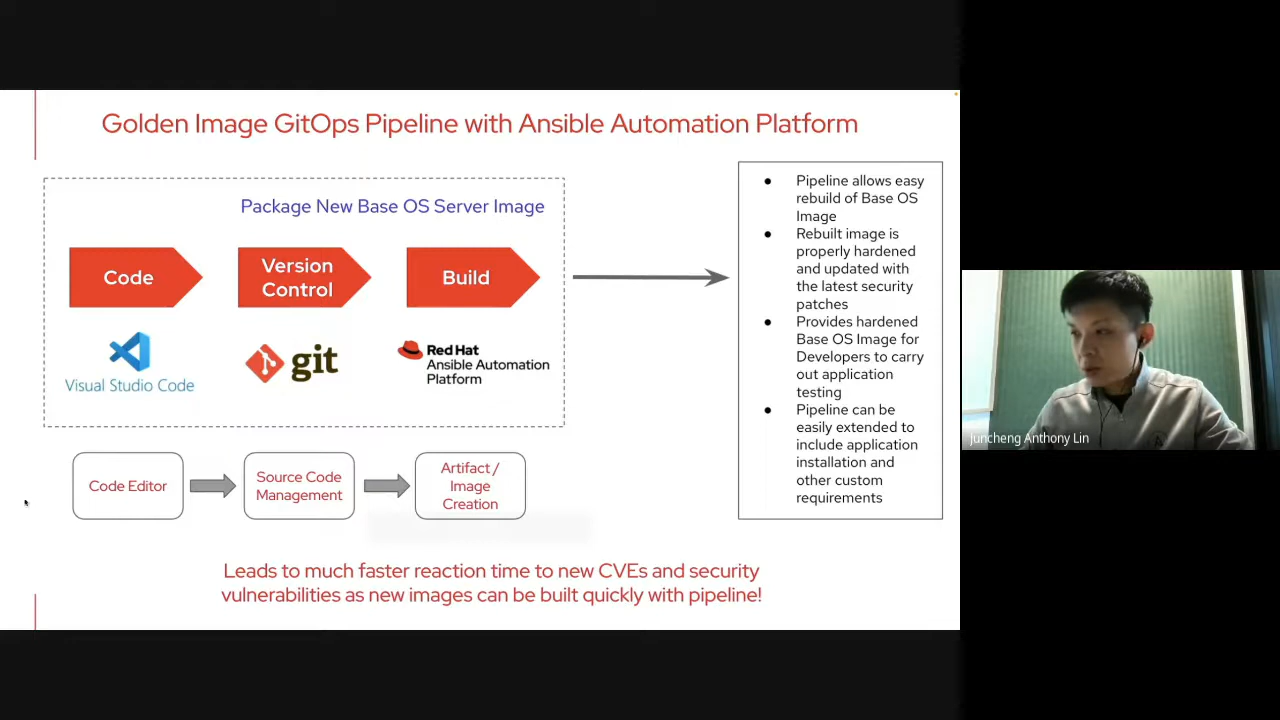 Golden Image GitOps Pipeline with Ansible Automation Platform
Package New Base OS Server Image
Code
Version
Control
Build
Visual Studio Code
git
Red Hat
Ansible Automation
Platform
Code Editor
Source Code
Management
Artifact /
Image
Creation
● Pipeline allows easy
rebuild of Base OS
Image
● Rebuilt image is
properly hardened
and updated with
the latest security
patches
● Provides hardened
Base OS Image for
Developers to carry
out application
testing
● Pipeline can be
easily extended to
include application
installation and
other custom
requirements
Leads to much faster reaction time to new CVEs and security
vulnerabilities as new images can be built quickly with pipeline!
Juncheng Anthony Lin